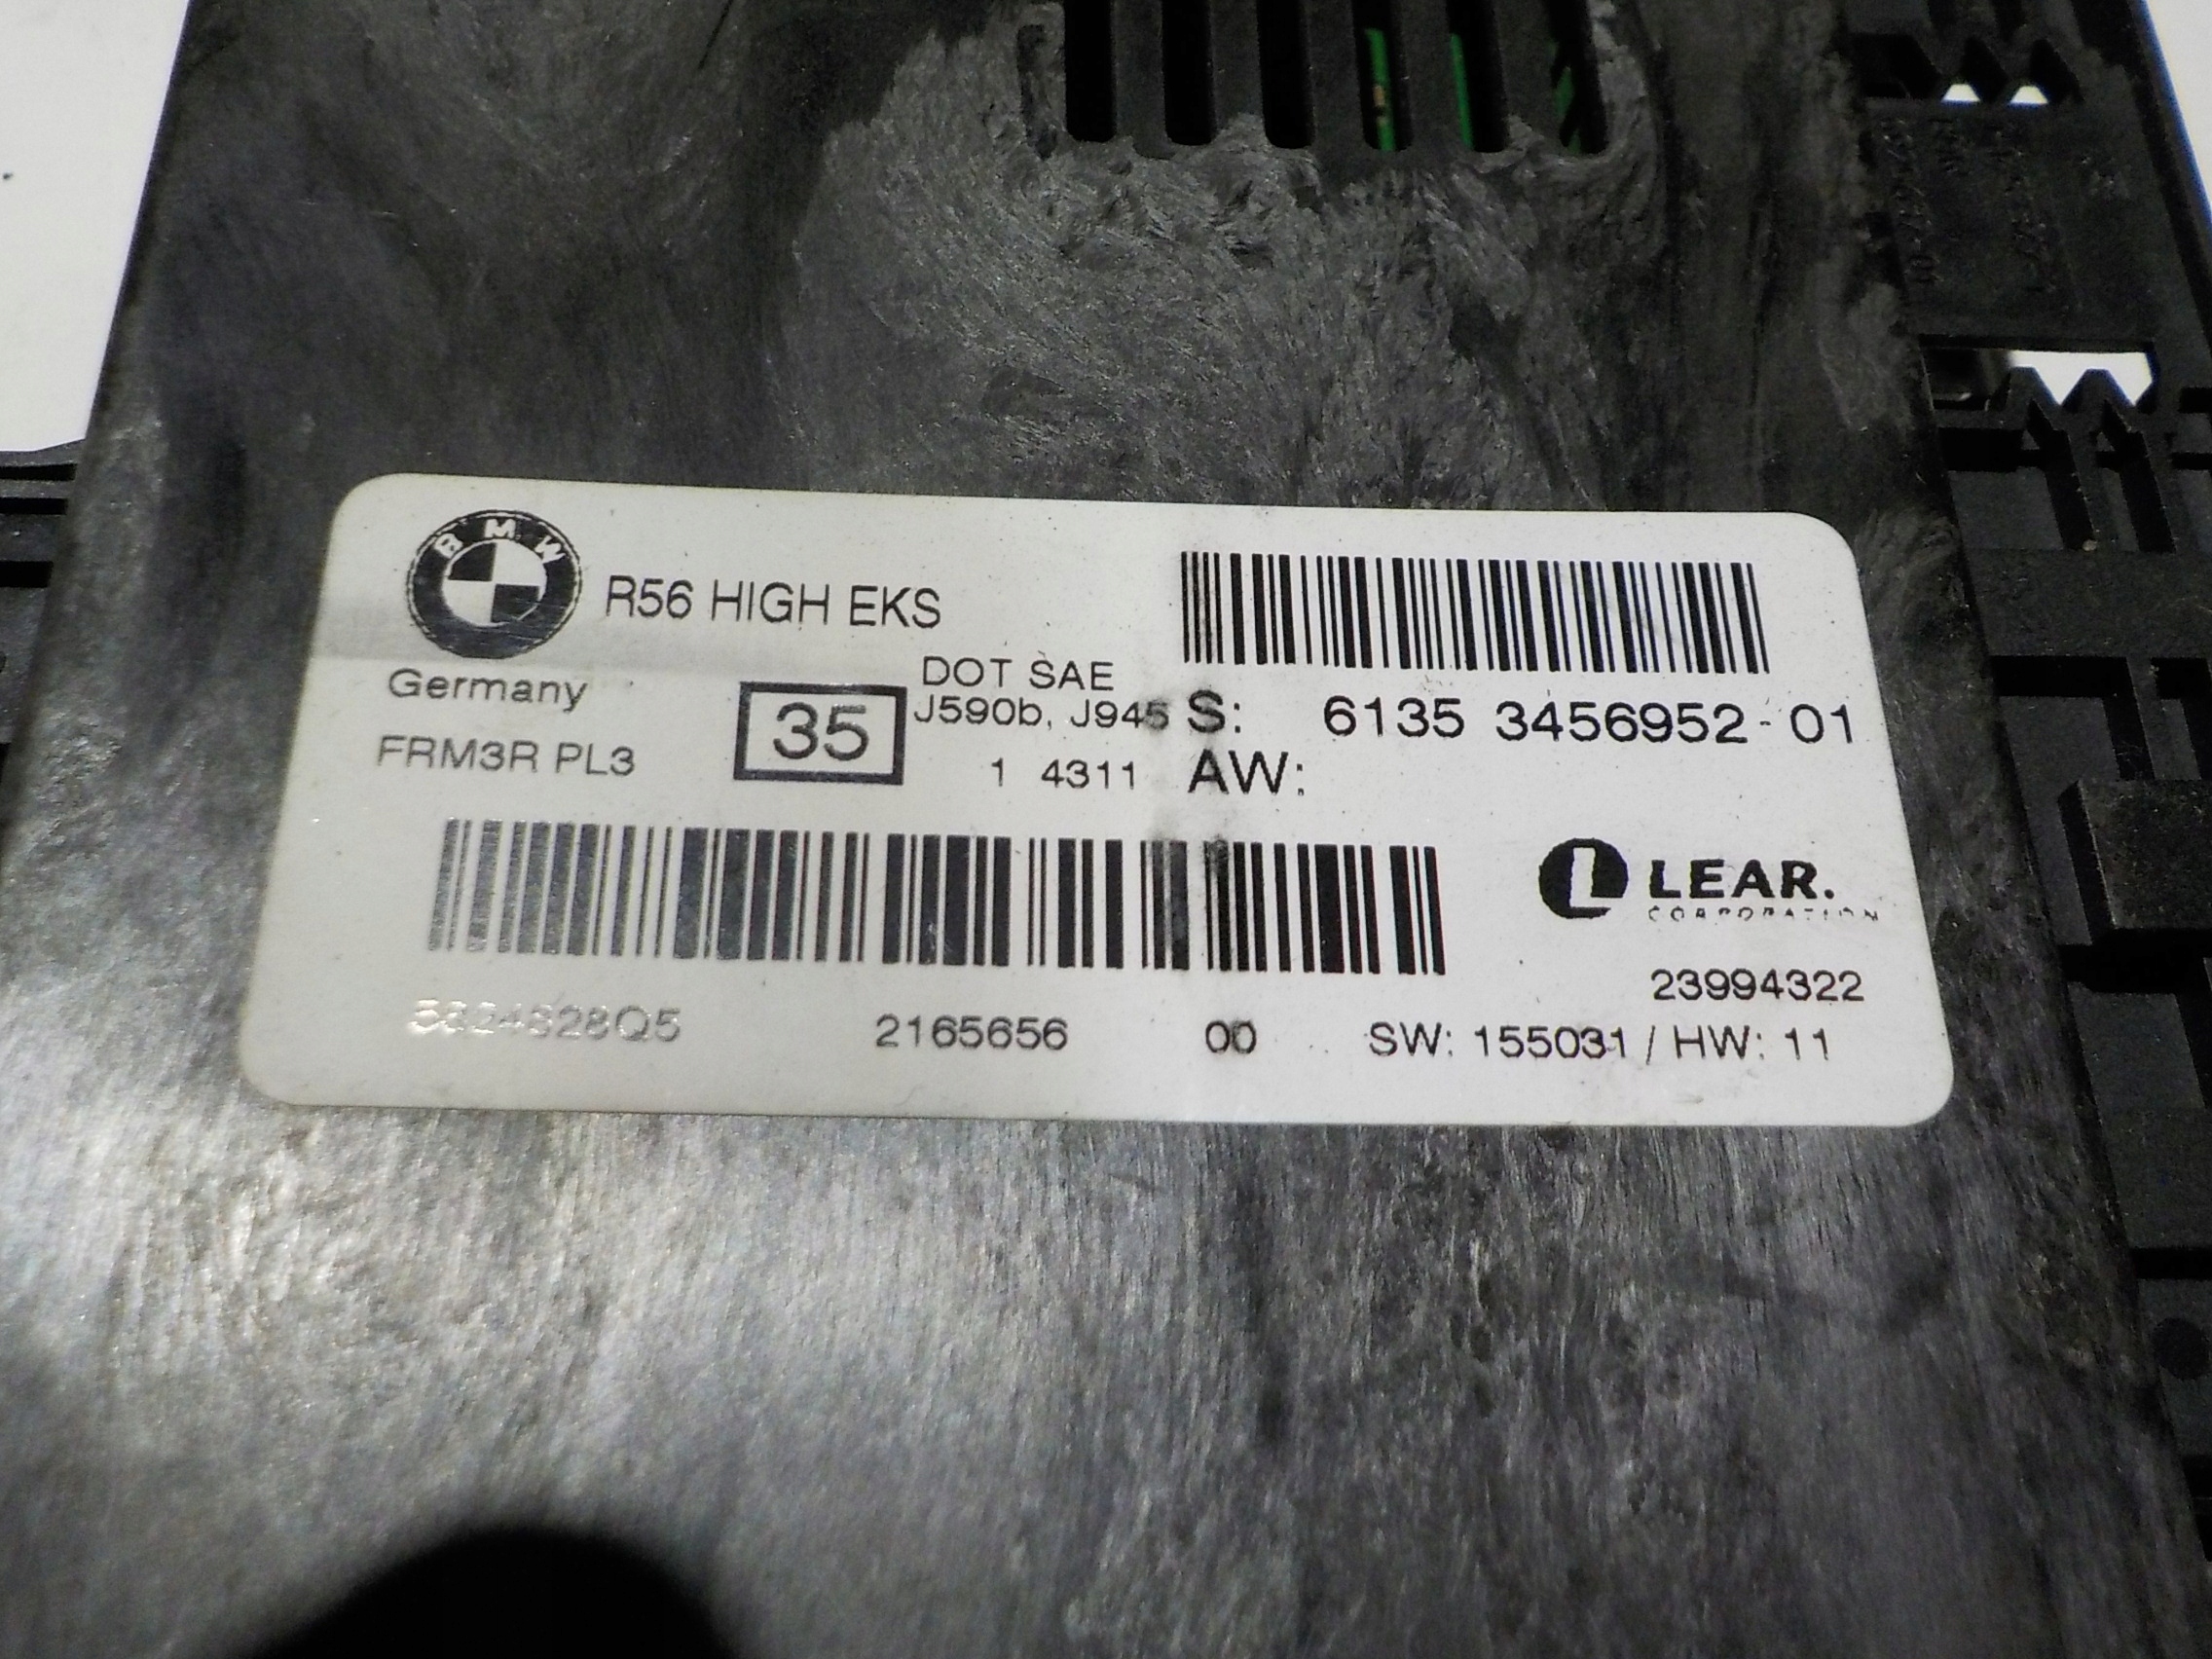 BMW
R56 HIGH EKS
Germany
FRM3R PL3
35
DOT SAE
J590b, J945
1 4311
S: 6135 3456952-01
AW:
LEAR.
CORPORATION
23994322
2165656 00 SW: 155031 / HW: 11